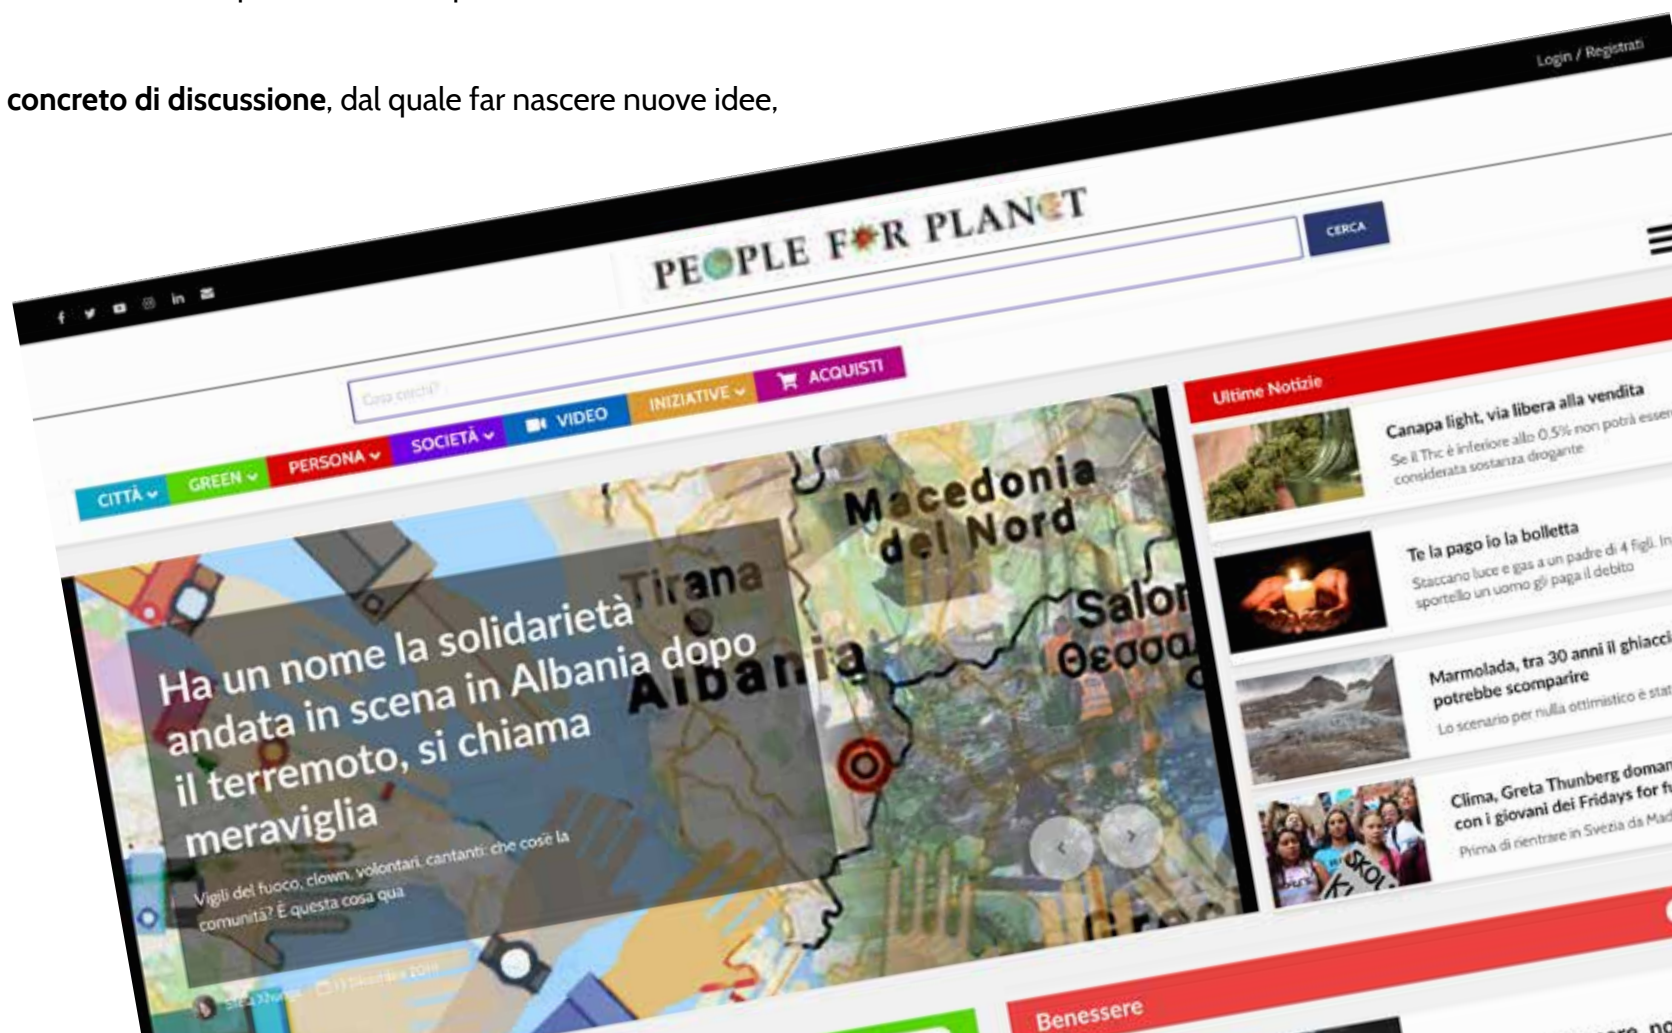 concreto di discussione, dal quale far nascere nuove idee,
Login / Registrati
PEOPLE FOR PLANET
Cosa cerchi?
CERCA
CITTÀ
GREEN
PERSONA
SOCIETÀ
VIDEO
INIZIATIVE
ACQUISTI
Macedonia
del Nord
Tirana
Albania
Salon
Θεσσα
Ha un nome la solidarietà
andata in scena in Albania dopo
il terremoto, si chiama
meraviglia
Vigili del fuoco, clown, volontari, cantanti: che cos'è la
comunità? È questa cosa qua
Ultime Notizie
Canapa light, via libera alla vendita
Se il Thc è inferiore allo 0,5% non potrà esser
considerata sostanza drogante
Te la pago io la bolletta
Staccano luce e gas a un padre di 4 figli. In
sportello un uomo gli paga il debito
Marmolada, tra 30 anni il ghiacci
potrebbe scomparire
Lo scenario per nulla ottimistico è stat
Clima, Greta Thunberg doman
con i giovani dei Fridays for fu
Prima di rientrare in Svezia da Mad
SKOL
Benessere